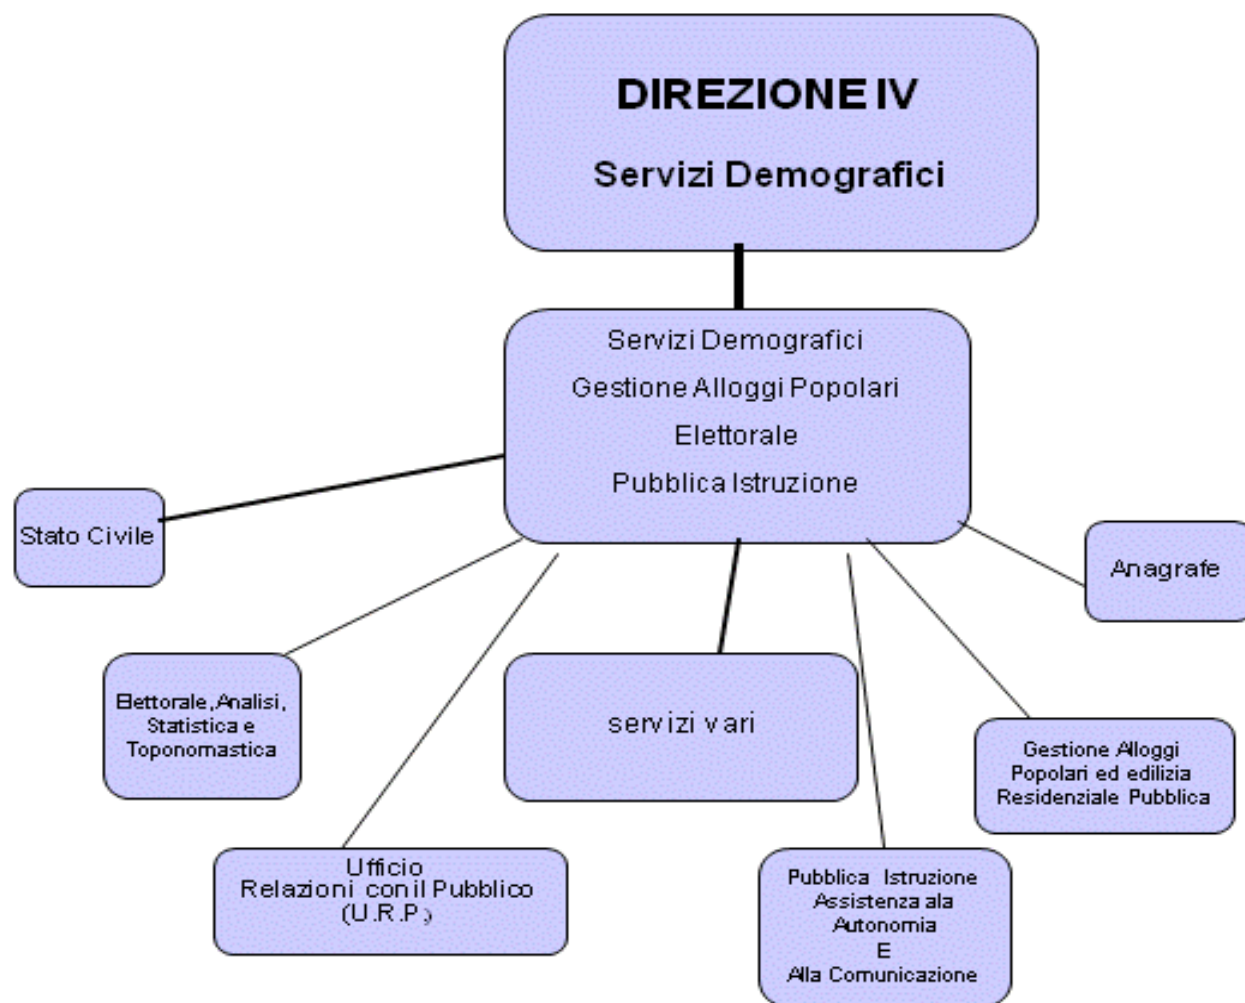 DIREZIONE IV
Servizi Demografici
Servizi Demografici
Gestione Alloggi Popolari
Elettorale
Pubblica Istruzione
Stato Civile
Anagrafe
Elettorale, Analisi,
Statistica e
Toponomastica
servizi vari
Gestione Alloggi
Popolari ed edilizia
Residenziale Pubblica
Ufficio
Relazioni con il Pubblico
(U.R.P.)
Pubblica Istruzione
Assistenza ala
Autonomia
E
Alla Comunicazione